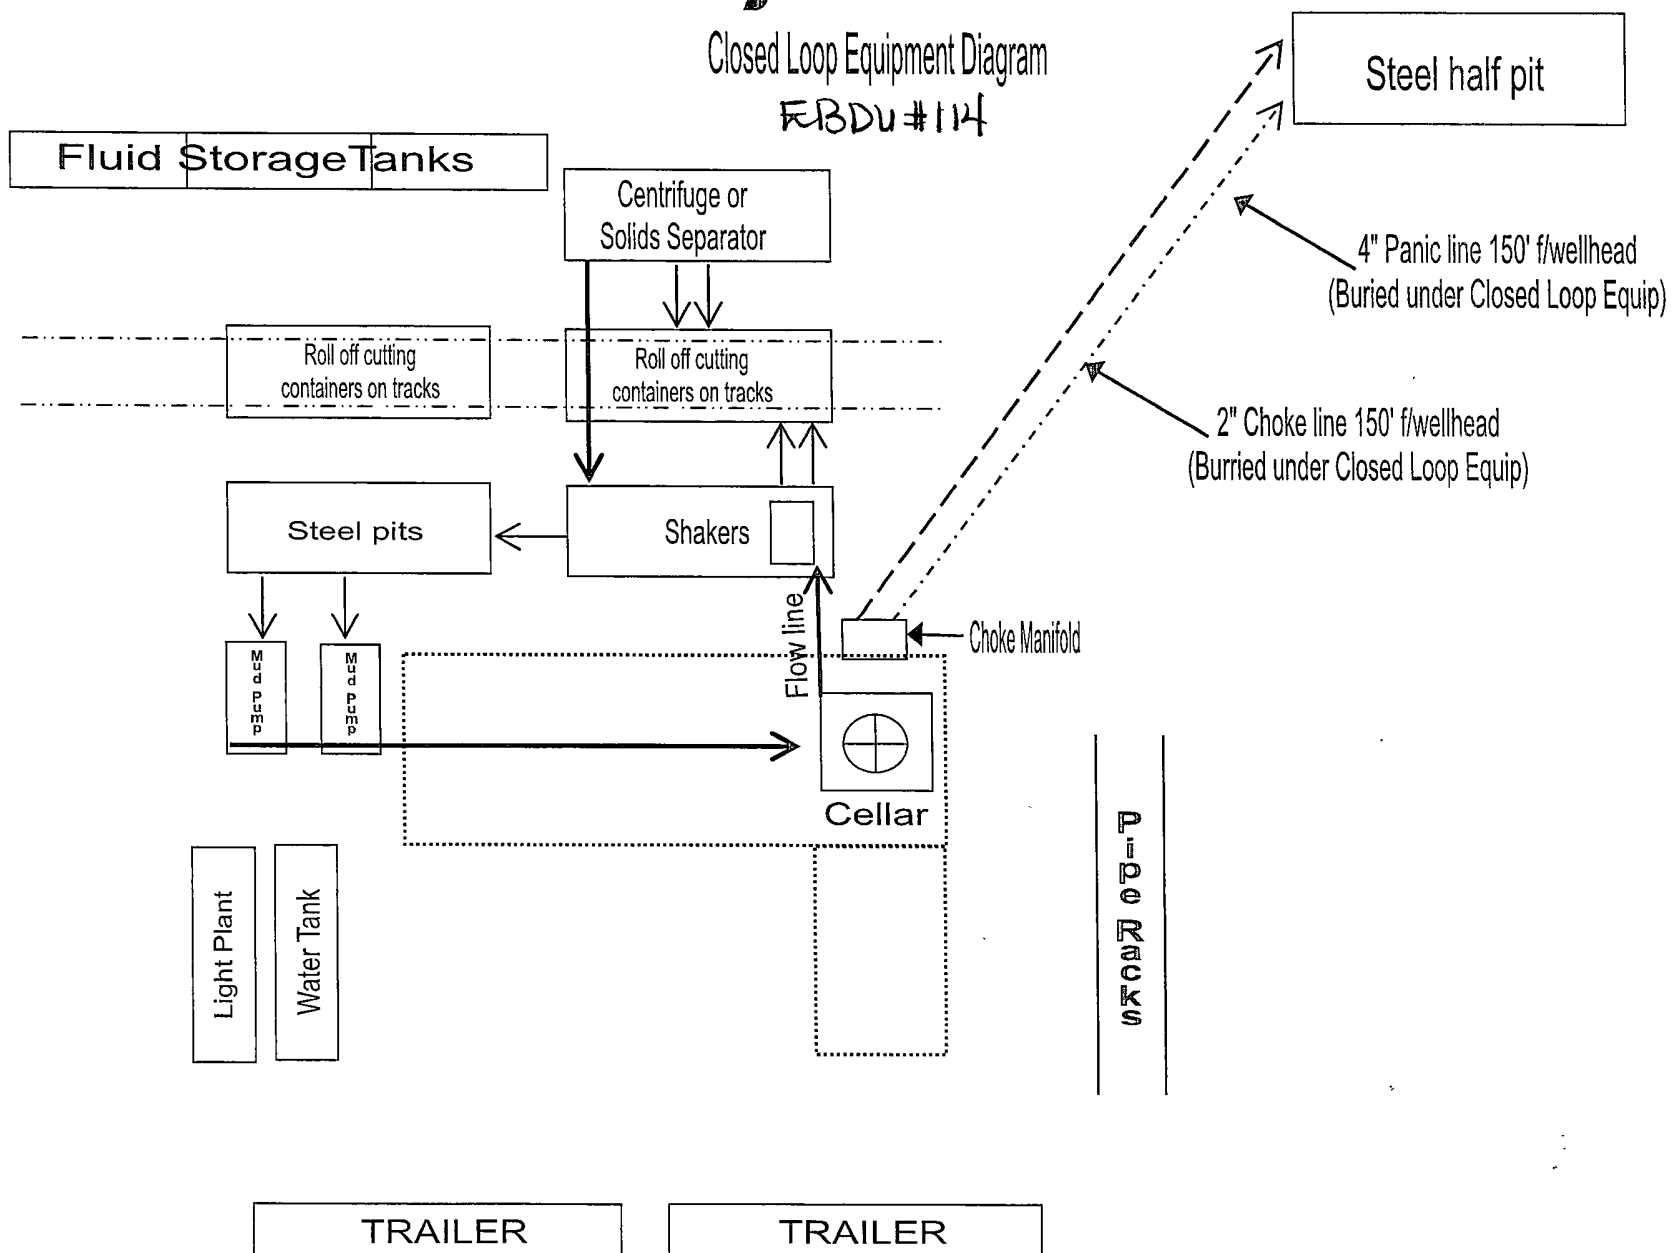 Closed Loop Equipment Diagram
EBDU #114
Steel half pit
Fluid StorageTanks
Centrifuge or
Solids Separator
4" Panic line 150' f/wellhead
(Buried under Closed Loop Equip)
Roll off cutting
containers on tracks
Roll off cutting
containers on tracks
2" Choke line 150' f/wellhead
(Burried under Closed Loop Equip)
Steel pits
Shakers
Flow line
Choke Manifold
Mud Pump
Mud Pump
Cellar
Pipe Racks
Light Plant
Water Tank
TRAILER
TRAILER